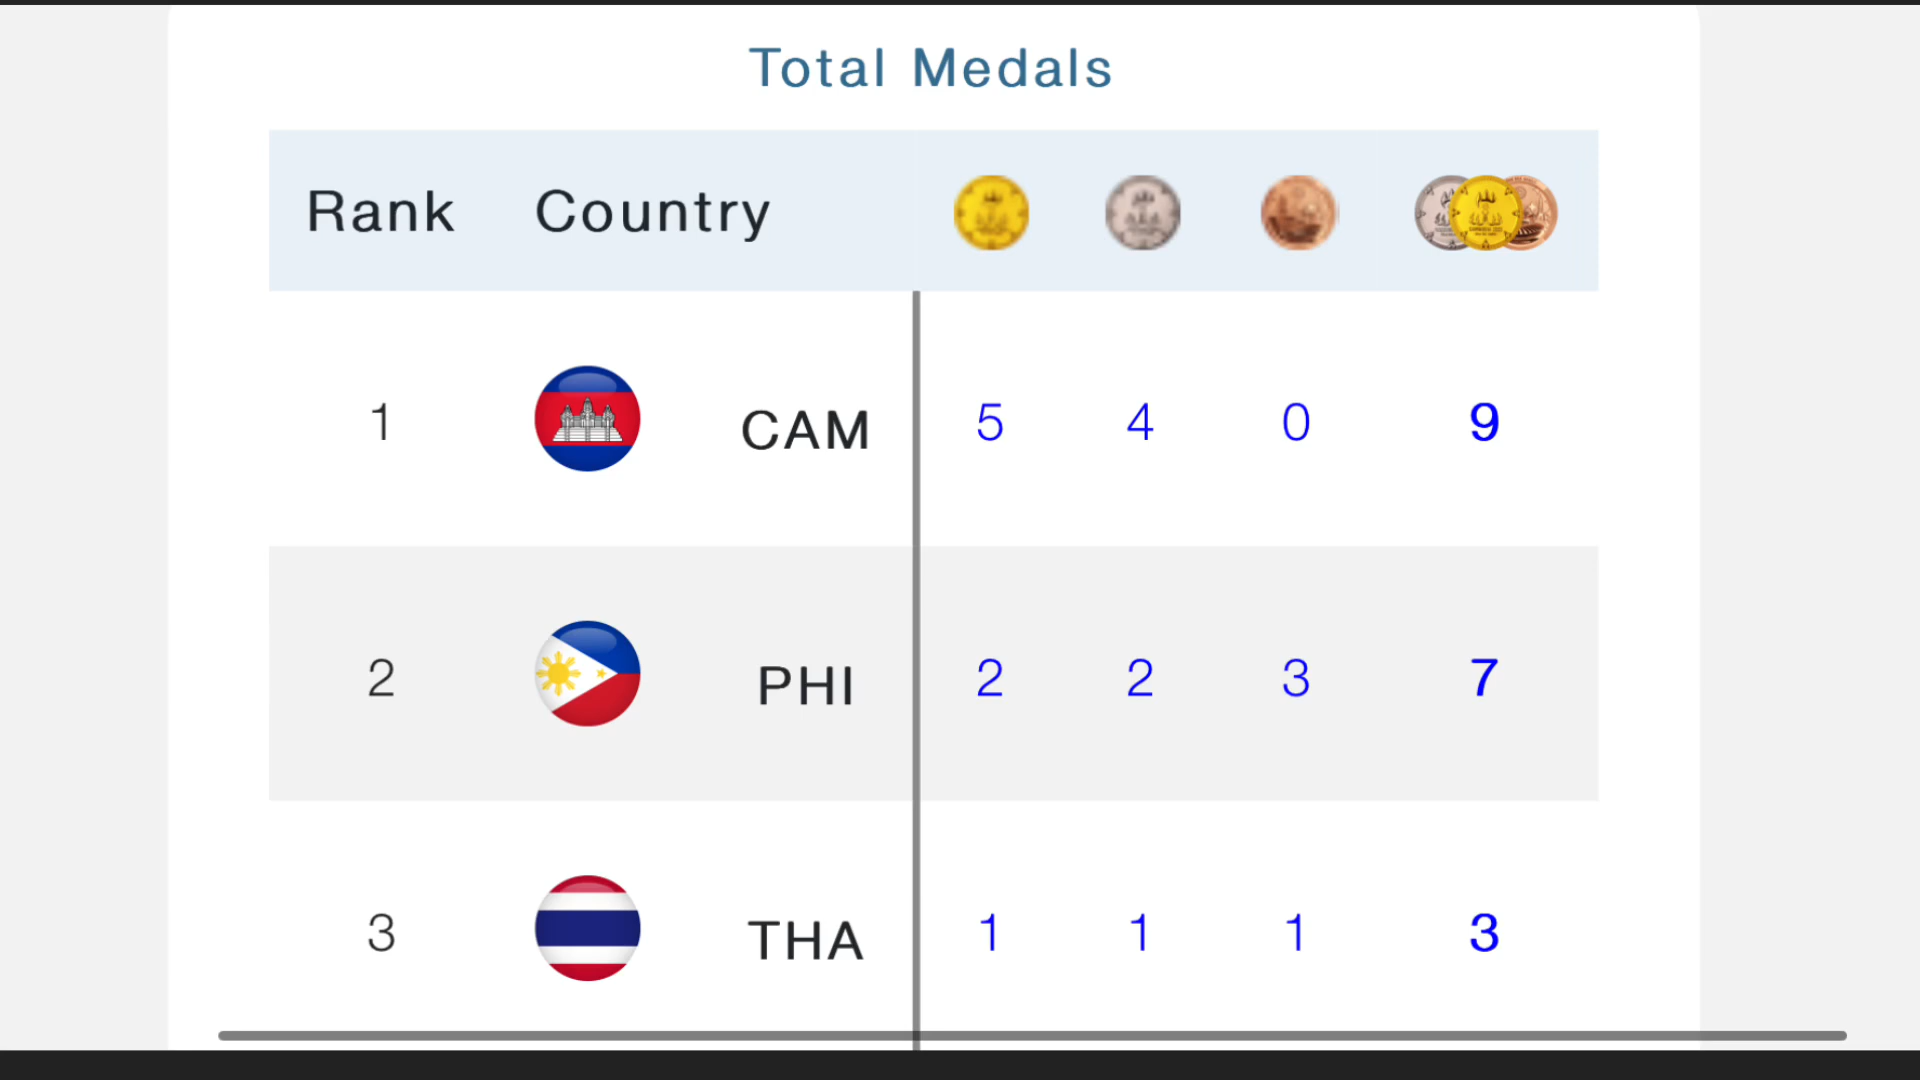 Total Medals
Rank Country
1 CAM 5 4 0 9
2 PHI 2 2 3 7
3 THA 1 1 1 3